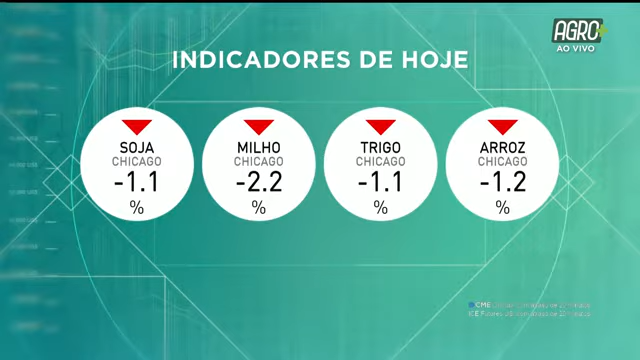 AGRO+
AO VIVO
INDICADORES DE HOJE
SOJA
CHICAGO
-1.1
%
MILHO
CHICAGO
-2.2
%
TRIGO
CHICAGO
-1.1
%
ARROZ
CHICAGO
-1.2
%
CME
ICE Futures